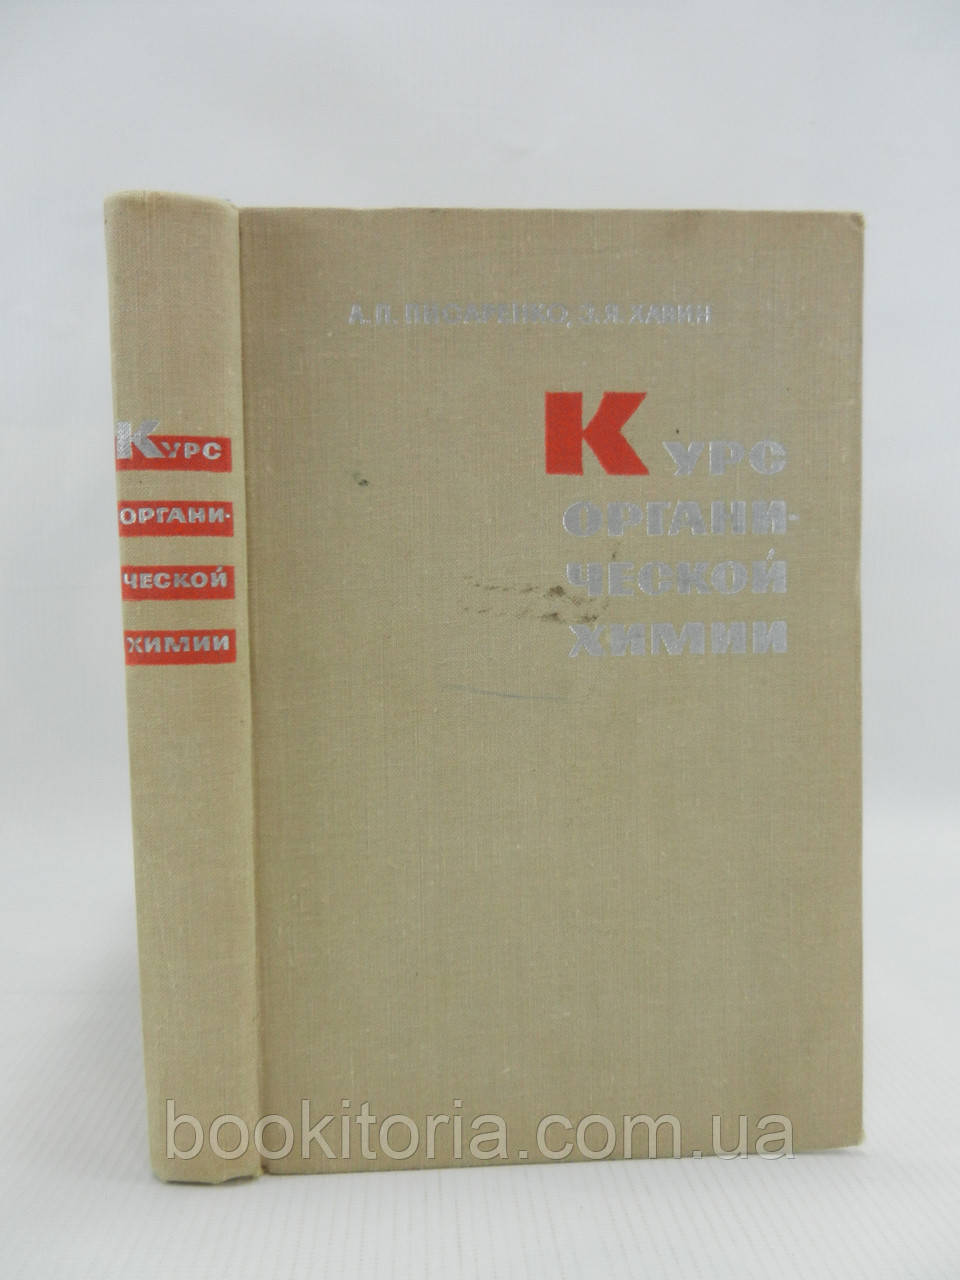 Курс
ОРГАНИ-
ЧЕСКОЙ
ХИМИИ
А.П. ПИСАРЕНКО, З.Я. ХАВИН
Курс
ОРГАНИ-
ЧЕСКОЙ
ХИМИИ
bookitoria.com.ua